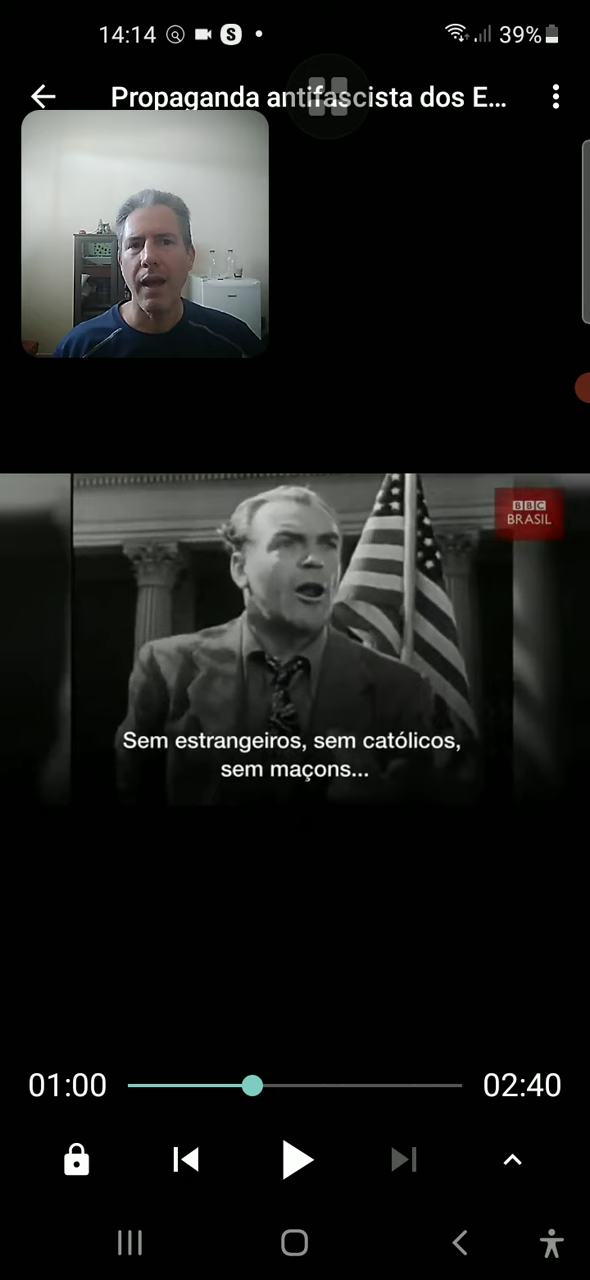 14:14
S
39%
Propaganda antifascista dos E...
BBC
BRASIL
Sem estrangeiros, sem católicos,
sem maçons...
01:00
02:40